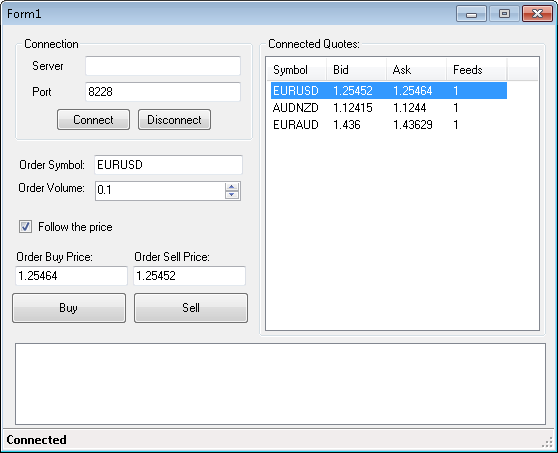 Form1
Connection
Server
Port 8228
Connect Disconnect
Order Symbol: EURUSD
Order Volume: 0.1
Follow the price
Order Buy Price: Order Sell Price:
1.25464 1.25452
Buy Sell
Connected Quotes:
Symbol Bid Ask Feeds
EURUSD 1.25452 1.25464 1
AUDNZD 1.12415 1.1244 1
EURAUD 1.436 1.43629 1
Connected